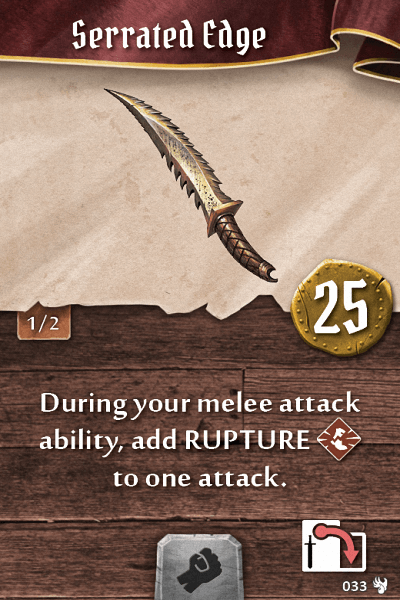 Serrated Edge
1/2
25
During your melee attack
ability, add RUPTURE
to one attack.
033